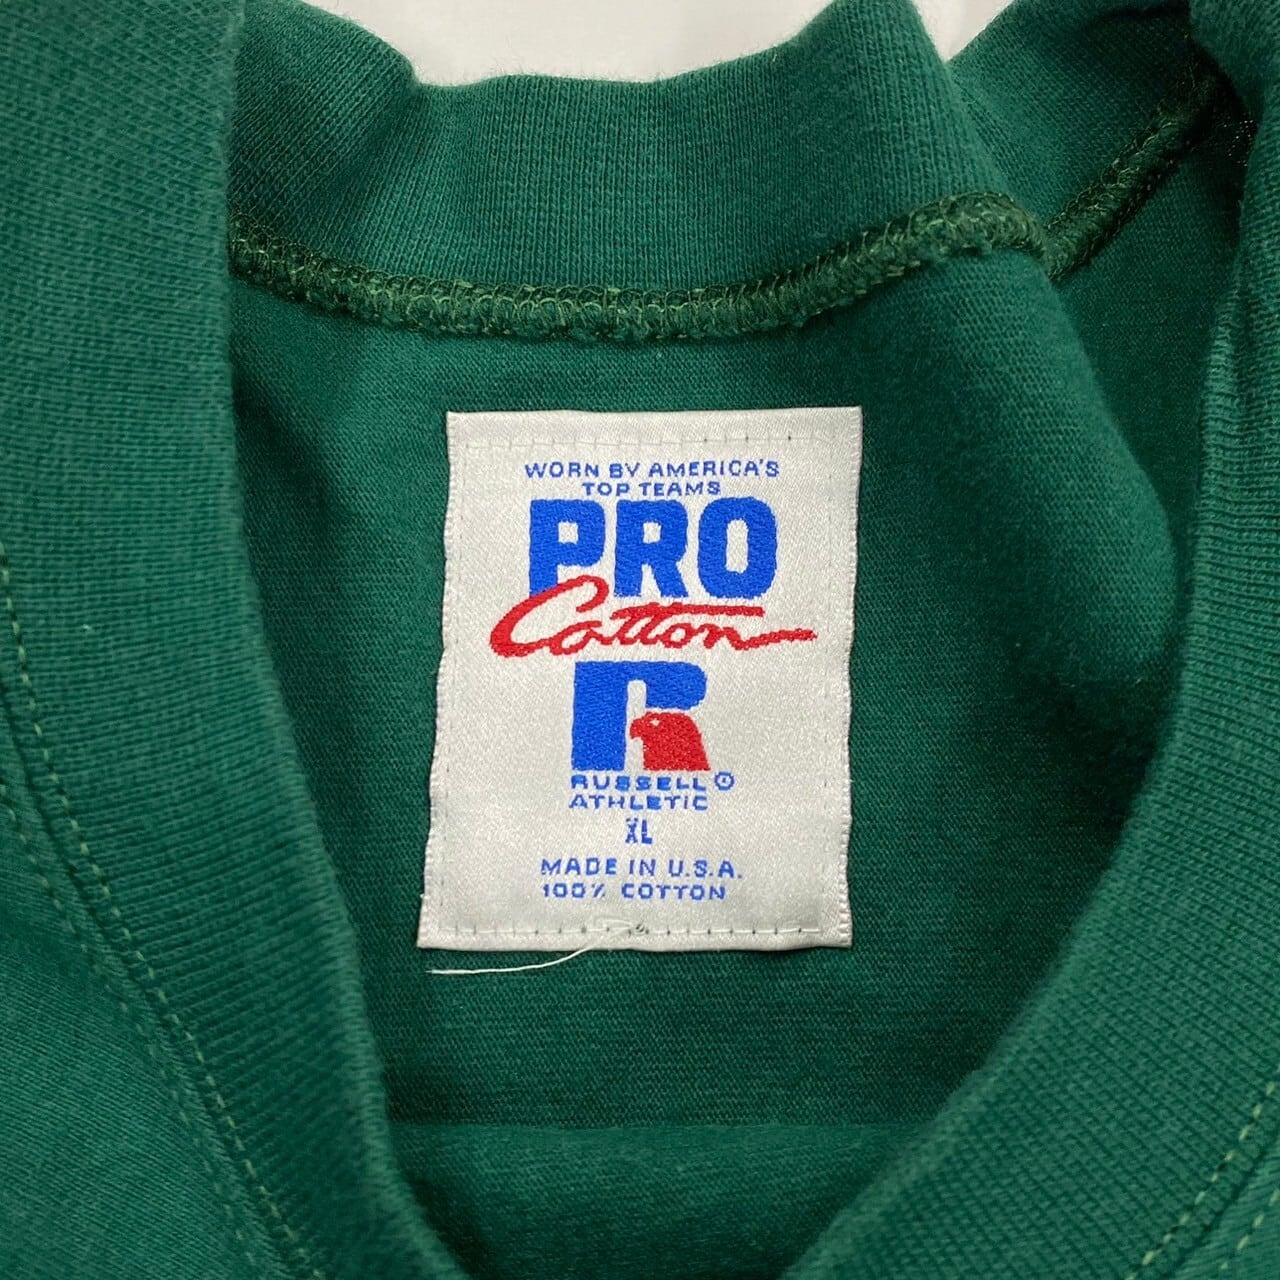 WORN BY AMERICA'S
TOP TEAMS
PRO
Cotton
R
RUSSELL®
ATHLETIC
XL
MADE IN U.S.A.
100% COTTON